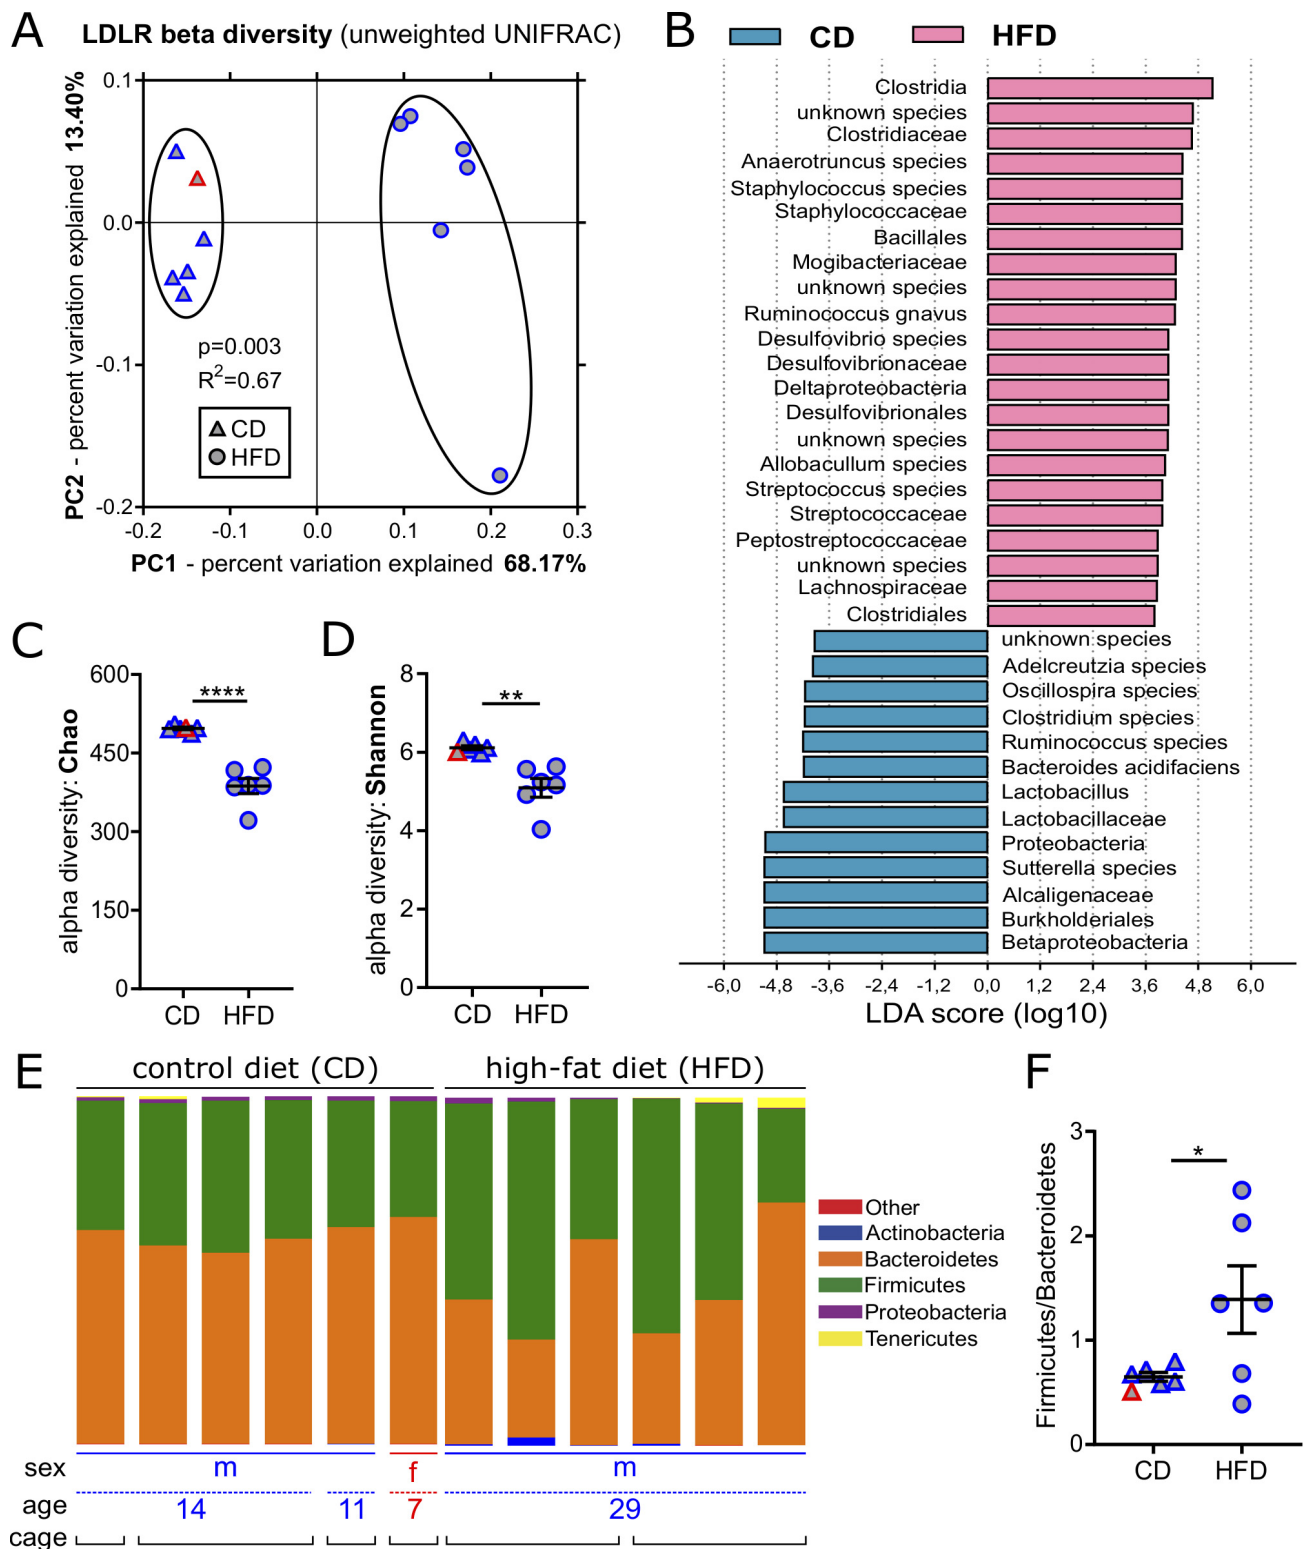 A
LDLR beta diversity (unweighted UNIFRAC)
PC2 - percent variation explained 13.40%
0.1
0.0
-0.1
-0.2
p=0.003
R²=0.67
CD
HFD
-0.2 -0.1 0.0 0.1 0.2 0.3
PC1 - percent variation explained 68.17%
B
CD HFD
Clostridia
unknown species
Clostridiaceae
Anaerotruncus species
Staphylococcus species
Staphylococcaceae
Bacillales
Mogibacteriaceae
unknown species
Ruminococcus gnavus
Desulfovibrio species
Desulfovibrionaceae
Deltaproteobacteria
Desulfovibrionales
unknown species
Allobacullum species
Streptococcus species
Streptococcaceae
Peptostreptococcaceae
unknown species
Lachnospiraceae
Clostridiales
unknown species
Adelcreutzia species
Oscillospira species
Clostridium species
Ruminococcus species
Bacteroides acidifaciens
Lactobacillus
Lactobacillaceae
Proteobacteria
Sutterella species
Alcaligenaceae
Burkholderiales
Betaproteobacteria
-6,0 -4,8 -3,6 -2,4 -1,2 0,0 1,2 2,4 3,6 4,8 6,0
LDA score (log10)
C
alpha diversity: Chao
600
450
300
150
0
****
CD HFD
D
alpha diversity: Shannon
8
6
4
2
0
**
CD HFD
E
control diet (CD) high-fat diet (HFD)
Other
Actinobacteria
Bacteroidetes
Firmicutes
Proteobacteria
Tenericutes
sex m f m
age 14 11 7 29
cage
F
Firmicutes/Bacteroidetes
3
2
1
0
*
CD HFD